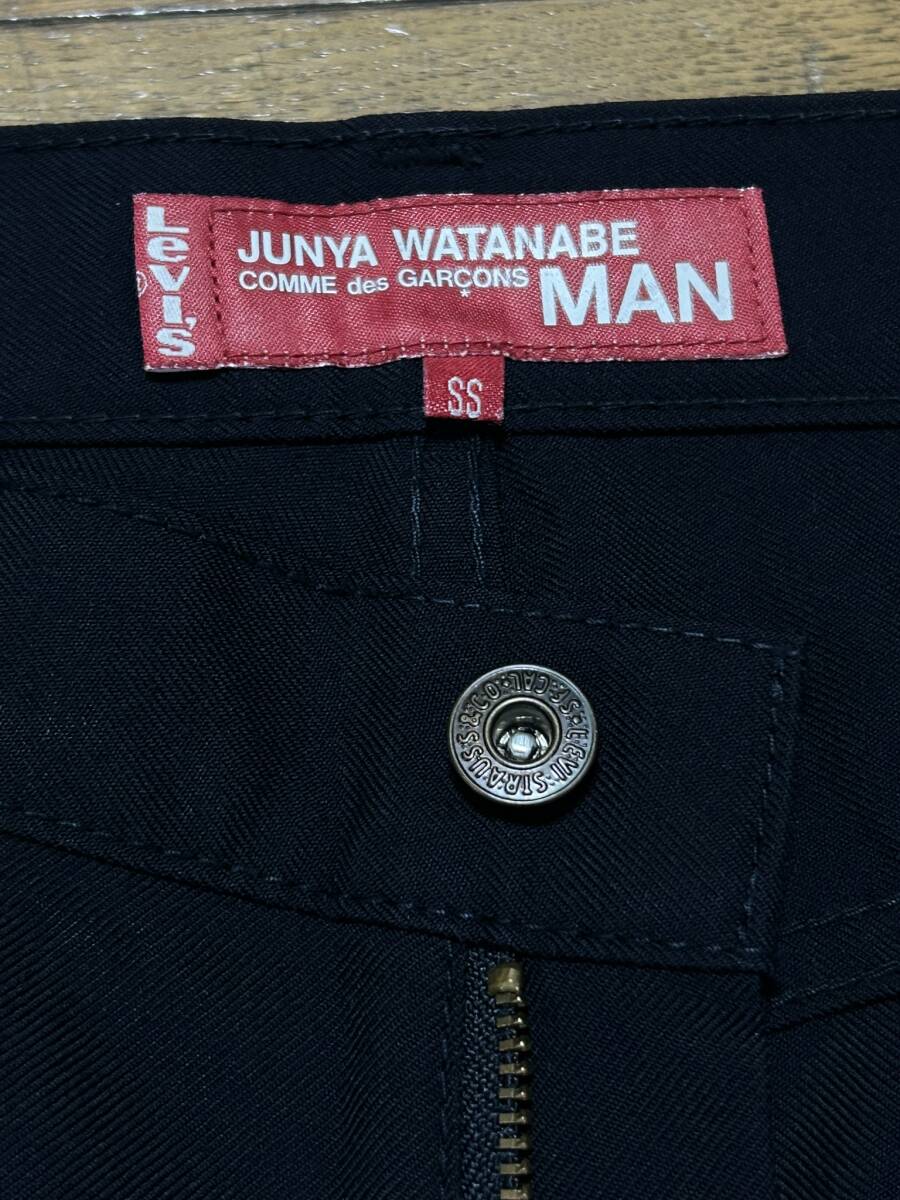 Levi's
®
JUNYA WATANABE
COMME des GARÇONS
*
MAN
SS
LEVI STRAUSS & CO. S.F. CAL.